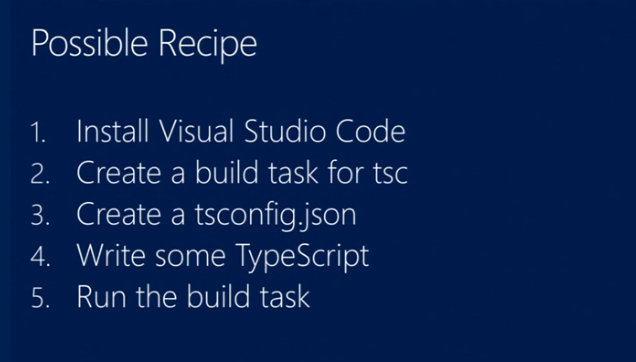 Possible Recipe
1. Install Visual Studio Code
2. Create a build task for tsc
3. Create a tsconfig.json
4. Write some TypeScript
5. Run the build task